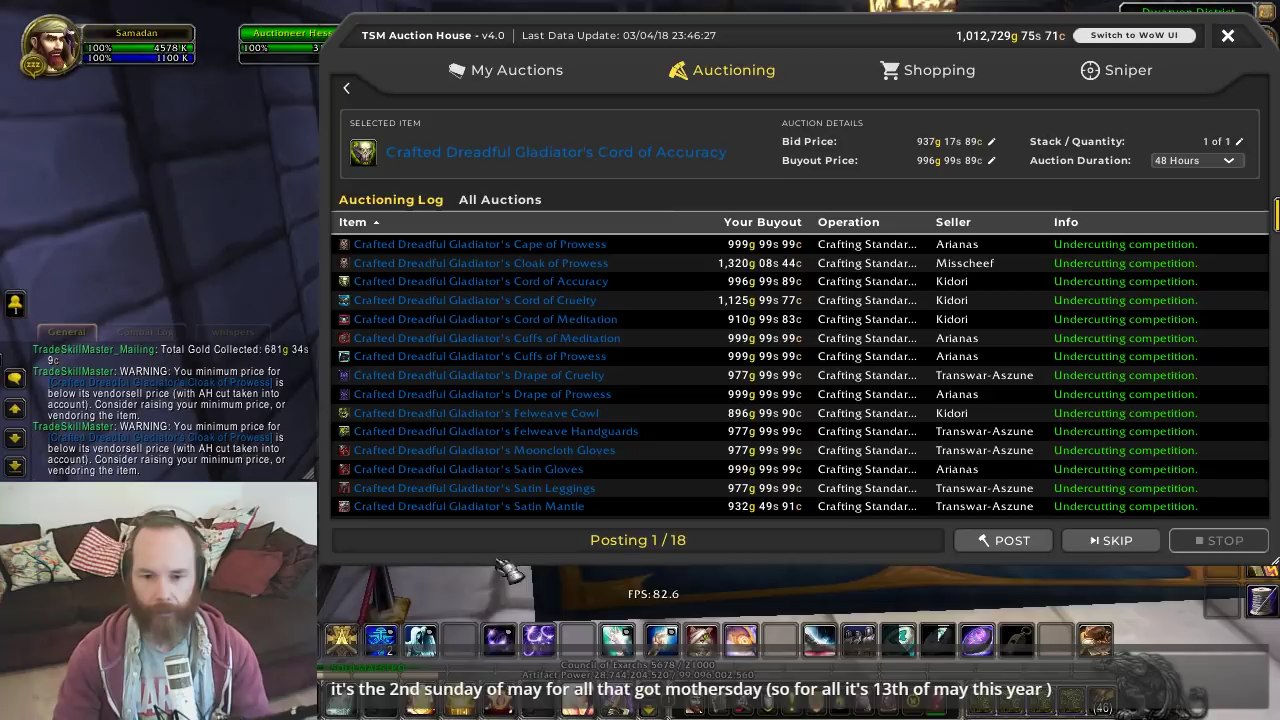 Samadan
100% 4578 K
100% 1100 K
Auctioneer Hess
100% 3
Dwarven District
TSM Auction House - v4.0 | Last Data Update: 03/04/18 23:46:27
1,012,729g 75s 71c
Switch to WoW UI
My Auctions
Auctioning
Shopping
Sniper
SELECTED ITEM
Crafted Dreadful Gladiator's Cord of Accuracy
AUCTION DETAILS
Bid Price: 937g 17s 89c
Stack / Quantity: 1 of 1
Buyout Price: 996g 99s 89c
Auction Duration: 48 Hours
Auctioning Log All Auctions
Item Your Buyout Operation Seller Info
Crafted Dreadful Gladiator's Cape of Prowess 999g 99s 99c Crafting Standar... Arianas Undercutting competition.
Crafted Dreadful Gladiator's Cloak of Prowess 1,320g 08s 44c Crafting Standar... Misscheef Undercutting competition.
Crafted Dreadful Gladiator's Cord of Accuracy 996g 99s 89c Crafting Standar... Kidori Undercutting competition.
Crafted Dreadful Gladiator's Cord of Cruelty 1,125g 99s 77c Crafting Standar... Kidori Undercutting competition.
Crafted Dreadful Gladiator's Cord of Meditation 910g 99s 83c Crafting Standar... Kidori Undercutting competition.
Crafted Dreadful Gladiator's Cuffs of Meditation 999g 99s 99c Crafting Standar... Arianas Undercutting competition.
Crafted Dreadful Gladiator's Cuffs of Prowess 999g 99s 99c Crafting Standar... Arianas Undercutting competition.
Crafted Dreadful Gladiator's Drape of Cruelty 977g 99s 99c Crafting Standar... Transwar-Aszune Undercutting competition.
Crafted Dreadful Gladiator's Drape of Prowess 999g 99s 99c Crafting Standar... Arianas Undercutting competition.
Crafted Dreadful Gladiator's Felweave Cowl 896g 99s 90c Crafting Standar... Kidori Undercutting competition.
Crafted Dreadful Gladiator's Felweave Handguards 977g 99s 99c Crafting Standar... Transwar-Aszune Undercutting competition.
Crafted Dreadful Gladiator's Mooncloth Gloves 977g 99s 99c Crafting Standar... Transwar-Aszune Undercutting competition.
Crafted Dreadful Gladiator's Satin Gloves 999g 99s 99c Crafting Standar... Arianas Undercutting competition.
Crafted Dreadful Gladiator's Satin Leggings 977g 99s 99c Crafting Standar... Transwar-Aszune Undercutting competition.
Crafted Dreadful Gladiator's Satin Mantle 932g 49s 91c Crafting Standar... Transwar-Aszune Undercutting competition.
Posting 1 / 18
POST
SKIP
STOP
General Combat Log whispers
TradeSkillMaster_Mailing: Total Gold Collected: 681g 34s
9c
TradeSkillMaster: WARNING: You minimum price for
[Crafted Dreadful Gladiator's Cloak of Prowess] is
below its vendorsell price (with AH cut taken into
account). Consider raising your minimum price, or
vendoring the item.
TradeSkillMaster: WARNING: You minimum price for
[Crafted Dreadful Gladiator's Cloak of Prowess] is
below its vendorsell price (with AH cut taken into
account). Consider raising your minimum price, or
vendoring the item.
FPS: 82.6
Council of Exarchs 5678 / 21000
it's the 2nd sunday of may for all that got mothersday (so for all it's 13th of may this year )